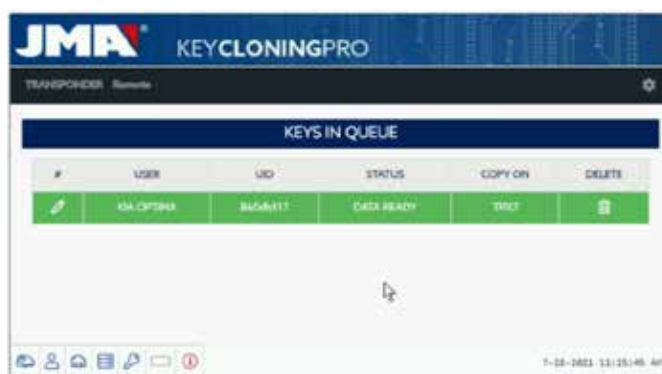 JMA KEYCLONINGPRO
TRANSPONDER Remote
KEYS IN QUEUE
# USER UID STATUS COPY ON DELETE
KIA OPTIMA DATA READY